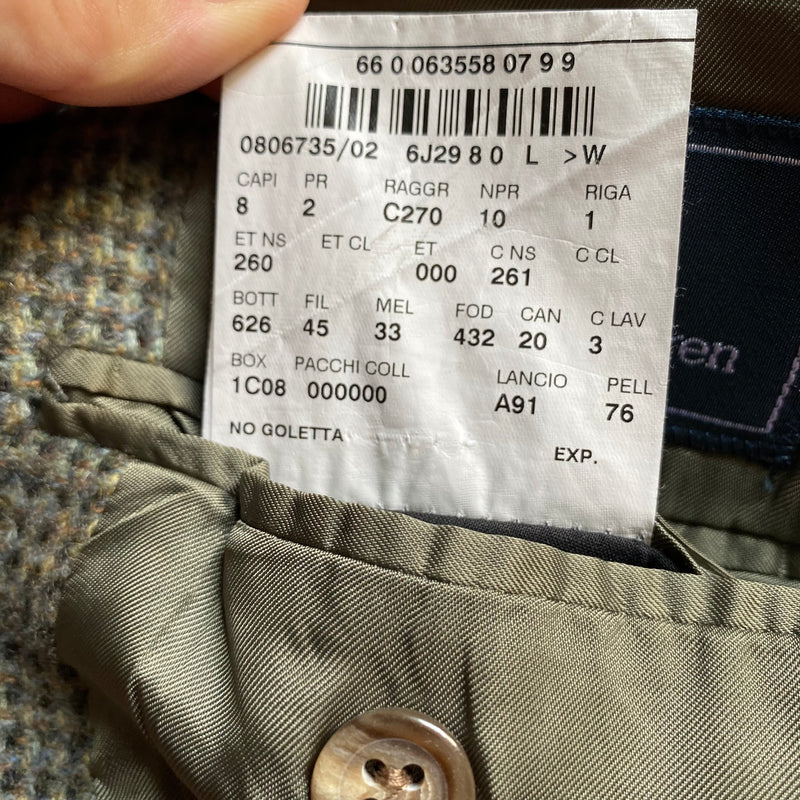 66 0 063558 0 7 9 9
0806735/02 6J29 8 0 L >W
CAPI PR RAGGR NPR RIGA
8 2 C270 10 1
ET NS ET CL ET C NS C CL
260 000 261
BOTT FIL MEL FOD CAN C LAV
626 45 33 432 20 3
BOX PACCHI COLL LANCIO PELL
1C08 000000 A91 76
NO GOLETTA EXP.